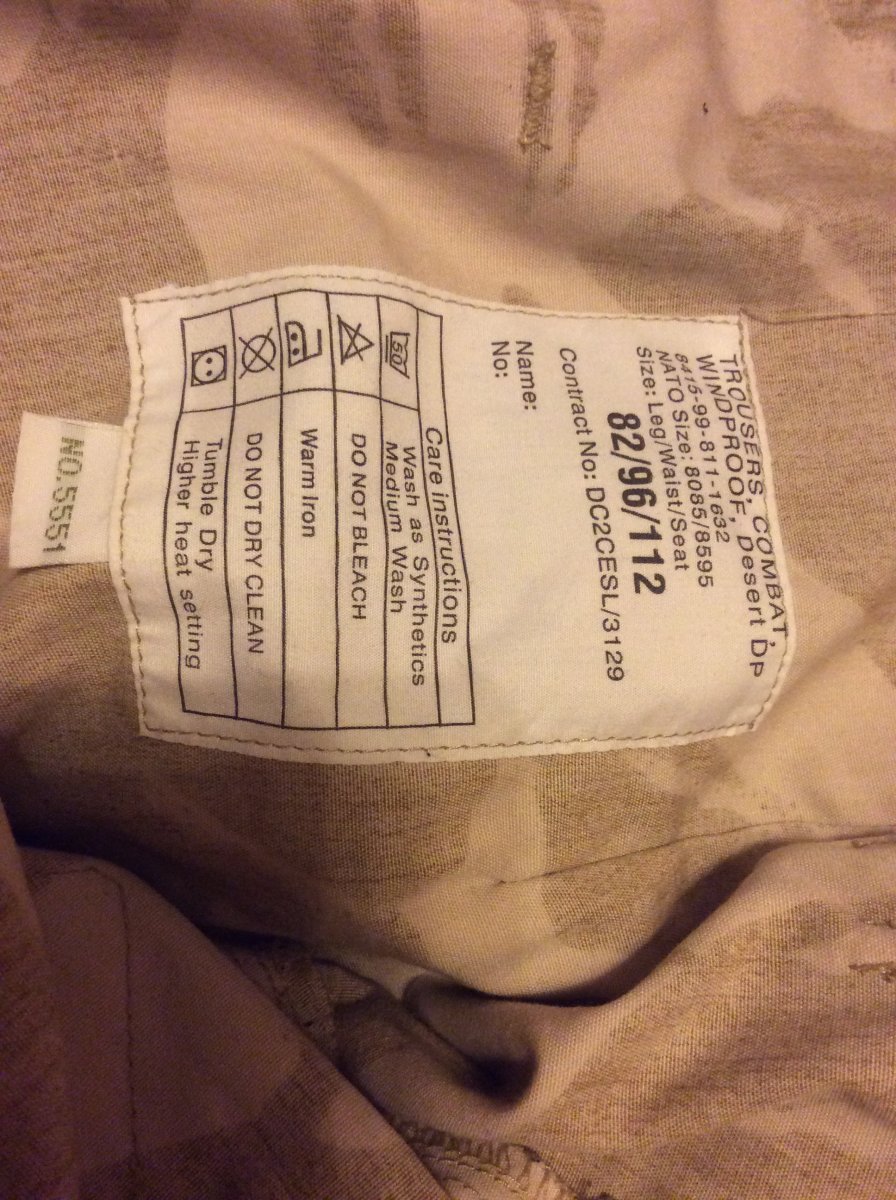 TROUSERS, COMBAT,
WINDPROOF, Desert DP
8415-99-811-1632
NATO Size: 8085/8595
Size: Leg/Waist/Seat
82/96/112
Contract No: DC2CESL/3129
Name:
No:
Care instructions
50
Wash as Synthetics
Medium Wash
DO NOT BLEACH
Warm Iron
DO NOT DRY CLEAN
Tumble Dry
Higher heat setting
NO.5551